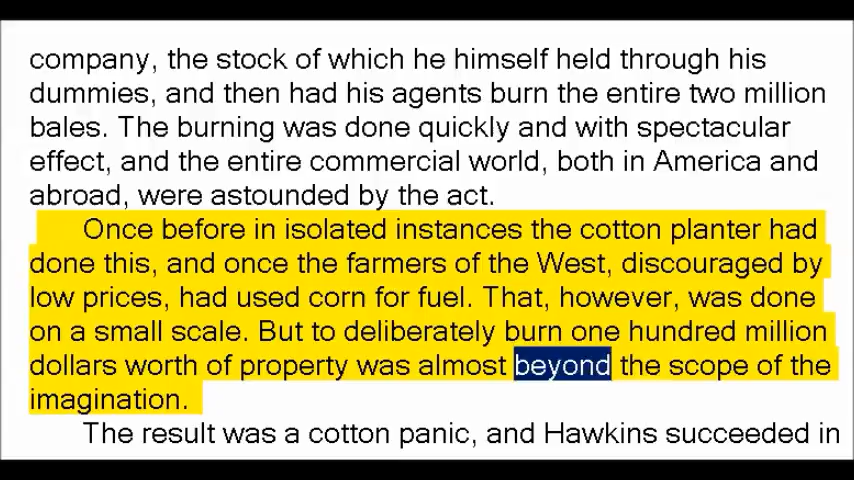 company, the stock of which he himself held through his
dummies, and then had his agents burn the entire two million
bales. The burning was done quickly and with spectacular
effect, and the entire commercial world, both in America and
abroad, were astounded by the act.
Once before in isolated instances the cotton planter had
done this, and once the farmers of the West, discouraged by
low prices, had used corn for fuel. That, however, was done
on a small scale. But to deliberately burn one hundred million
dollars worth of property was almost beyond the scope of the
imagination.
The result was a cotton panic, and Hawkins succeeded in